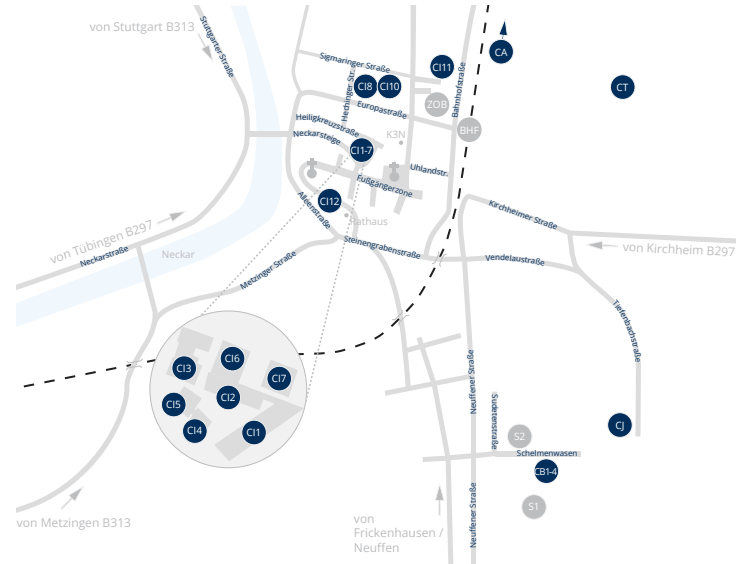 von Stuttgart B313
Stuttgarter Straße
CA
Sigmaringer Straße
CI11
Bahnhofstraße
Hechinger Str.
CI8
CI10
CT
ZOB
Europastraße
Heiligkreuzstraße
Neckarsteige
K3N
BHF
CI1-7
Uhlandstr.
Fußgängerzone
CI12
Alleenstraße
Rathaus
Kirchheimer Straße
von Tübingen B297
Neckarstraße
Neckar
Steinengrabenstraße
Metzinger Straße
Vendelaustraße
von Kirchheim B297
Tiefenbachstraße
CI6
CI3
CI7
CI2
CI5
CI4
CI1
Neuffener Straße
Sudetenstraße
S2
CJ
Schelmenwasen
CB1-4
S1
Neuffener Straße
von Metzingen B313
von
Frickenhausen /
Neuffen